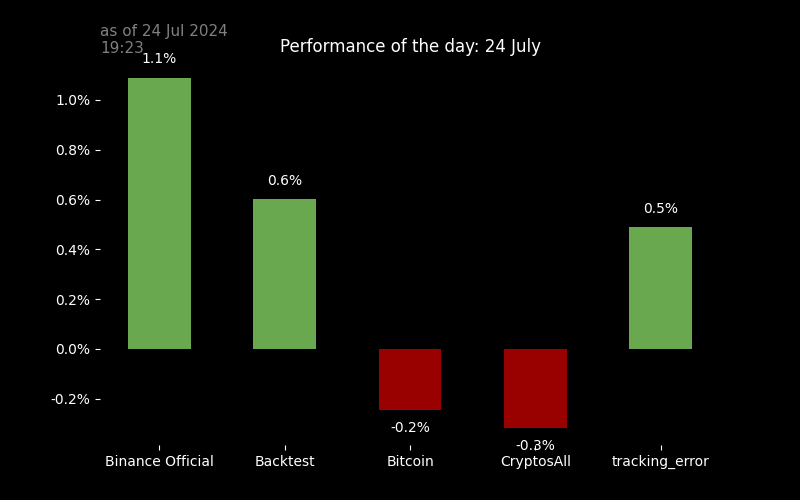 as of 24 Jul 2024
19:23
Performance of the day: 24 July
1.1%
1.0%
0.8%
0.6%
0.6%
0.5%
0.4%
0.2%
0.0%
-0.2%
-0.2%
-0.3%
Binance Official
Backtest
Bitcoin
CryptosAll
tracking_error